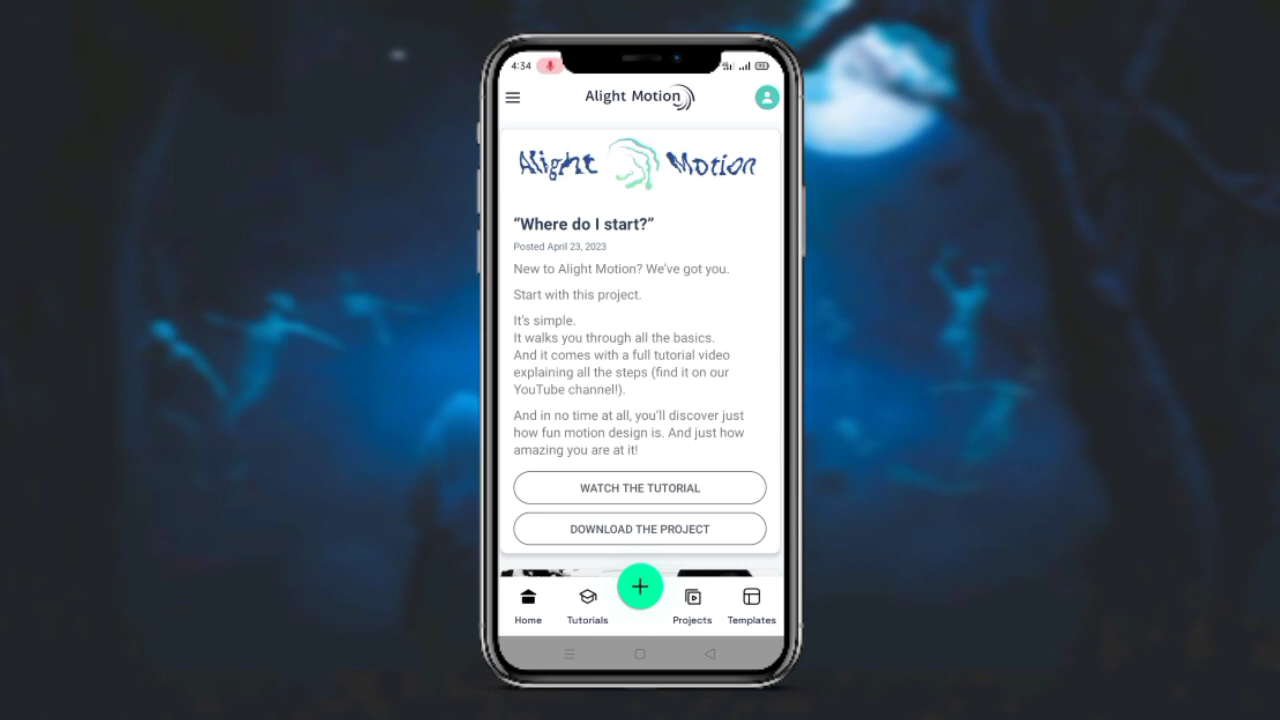 4:34
Alight Motion
Alight Motion
“Where do I start?”
Posted April 23, 2023
New to Alight Motion? We've got you.
Start with this project.
It's simple.
It walks you through all the basics.
And it comes with a full tutorial video
explaining all the steps (find it on our
YouTube channel!).
And in no time at all, you'll discover just
how fun motion design is. And just how
amazing you are at it!
WATCH THE TUTORIAL
DOWNLOAD THE PROJECT
Home Tutorials Projects Templates